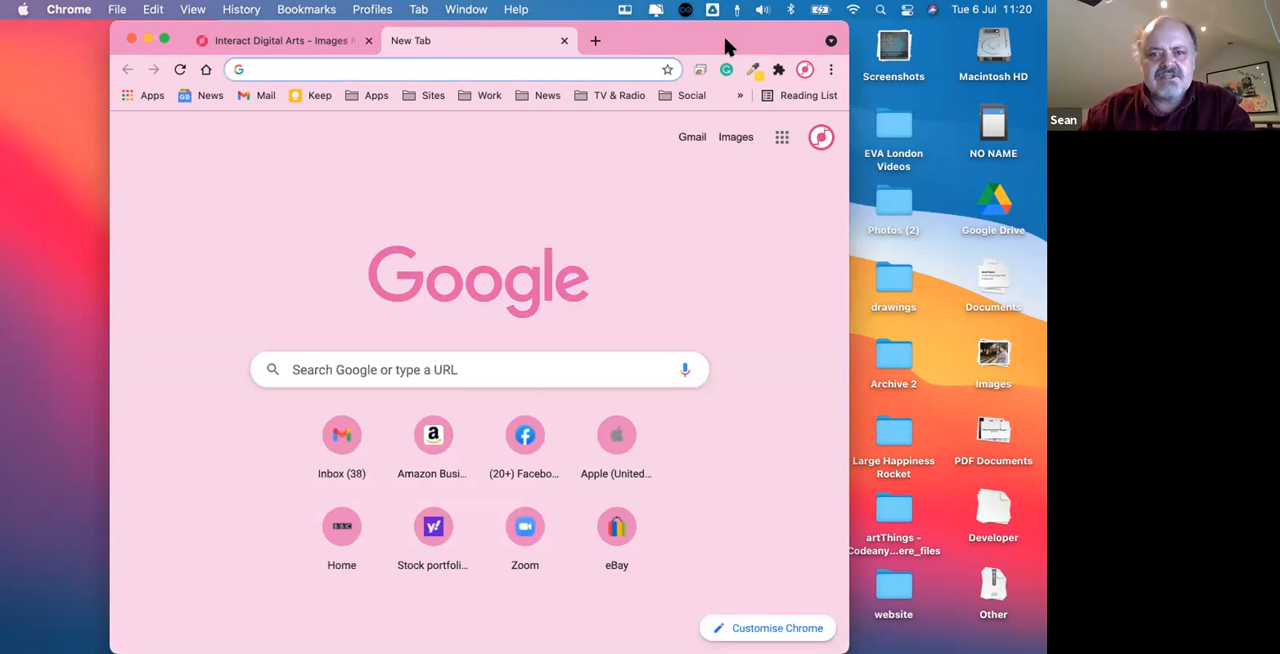 Chrome File Edit View History Bookmarks Profiles Tab Window Help Tue 6 Jul 11:20
Interact Digital Arts - Images New Tab
Apps News Mail Keep Apps Sites Work News TV & Radio Social » Reading List
Gmail Images
Google
Search Google or type a URL
Inbox (38) Amazon Busi... (20+) Facebo... Apple (United...
BBC
Home Stock portfoli... Zoom eBay
Customise Chrome
Screenshots Macintosh HD
EVA London
Videos
NO NAME
Photos (2) Google Drive
drawings Documents
Archive 2 Images
Large Happiness
Rocket
PDF Documents
artThings -
Codeany...ere_files
Developer
website Other
Sean